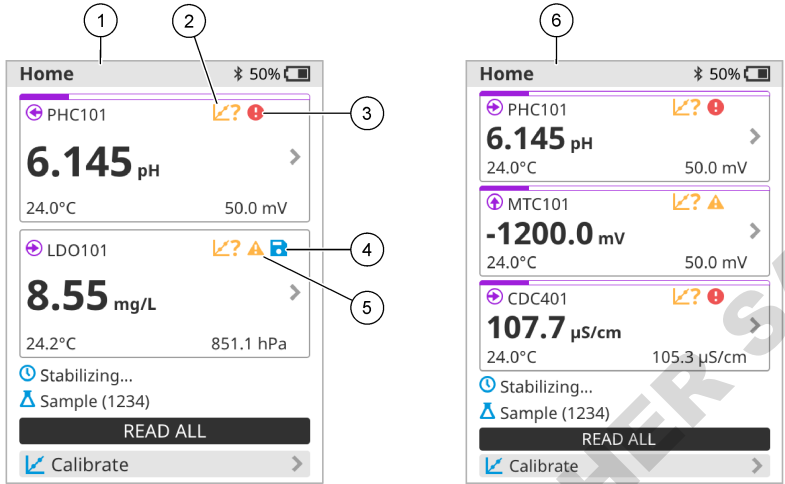 1
2
6
Home
50%
PHC101
?
3
6.145 pH
24.0°C
50.0 mV
LDO101
?
4
8.55 mg/L
5
24.2°C
851.1 hPa
Stabilizing...
Sample (1234)
READ ALL
Calibrate
Home
50%
PHC101
?
6.145 pH
24.0°C
50.0 mV
MTC101
?
-1200.0 mV
24.0°C
50.0 mV
CDC401
?
107.7 µS/cm
24.0°C
105.3 µS/cm
Stabilizing...
Sample (1234)
READ ALL
Calibrate
HER S